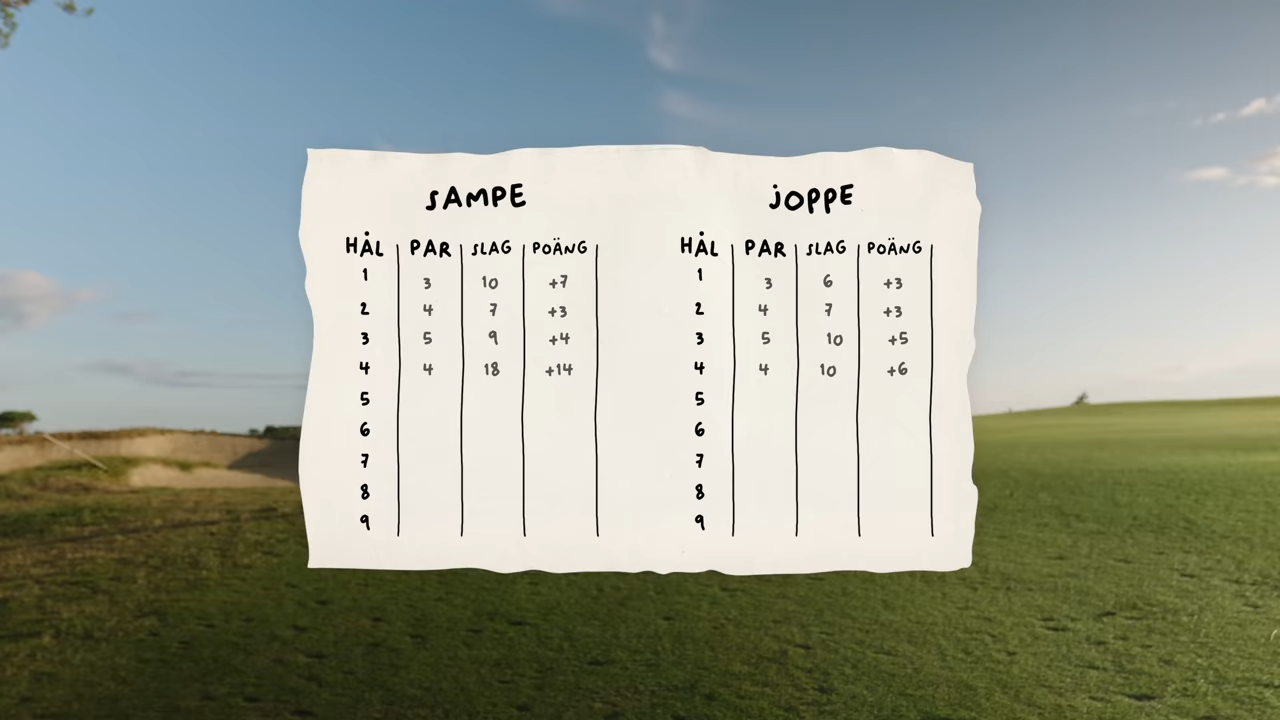 SAMPE
HÅL PAR SLAG POÄNG
1 3 10 +7
2 4 7 +3
3 5 9 +4
4 4 18 +14
5
6
7
8
9
JOPPE
HÅL PAR SLAG POÄNG
1 3 6 +3
2 4 7 +3
3 5 10 +5
4 4 10 +6
5
6
7
8
9